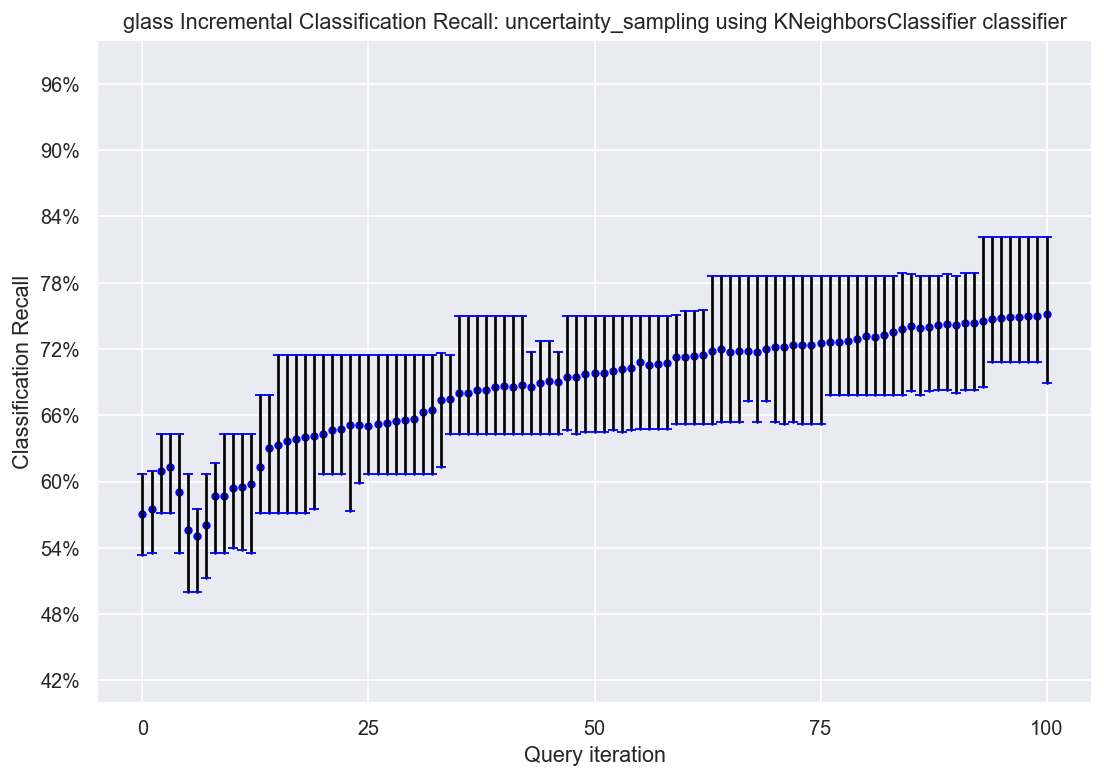 glass Incremental Classification Recall: uncertainty_sampling using KNeighborsClassifier classifier
96%
90%
84%
78%
72%
66%
60%
54%
48%
42%
Classification Recall
0 25 50 75 100
Query iteration